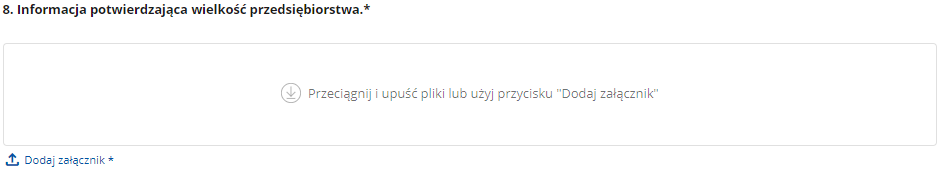 8. Informacja potwierdzająca wielkość przedsiębiorstwa.*
Przeciągnij i upuść pliki lub użyj przycisku "Dodaj załącznik"
Dodaj załącznik *